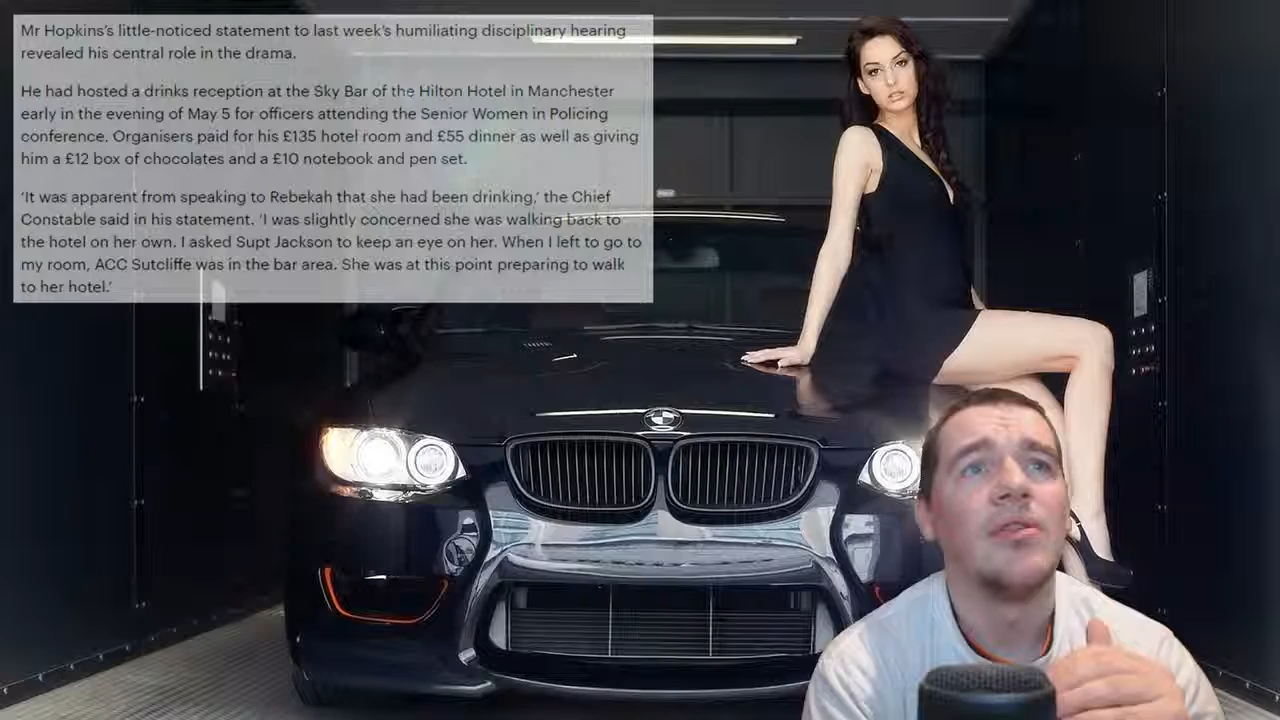 Mr Hopkins’s little-noticed statement to last week’s humiliating disciplinary hearing
revealed his central role in the drama.
He had hosted a drinks reception at the Sky Bar of the Hilton Hotel in Manchester
early in the evening of May 5 for officers attending the Senior Women in Policing
conference. Organisers paid for his £135 hotel room and £55 dinner as well as giving
him a £12 box of chocolates and a £10 notebook and pen set.
‘It was apparent from speaking to Rebekah that she had been drinking,’ the Chief
Constable said in his statement. ‘I was slightly concerned she was walking back to
the hotel on her own. I asked Supt Jackson to keep an eye on her. When I left to go to
my room, ACC Sutcliffe was in the bar area. She was at this point preparing to walk
to her hotel.’